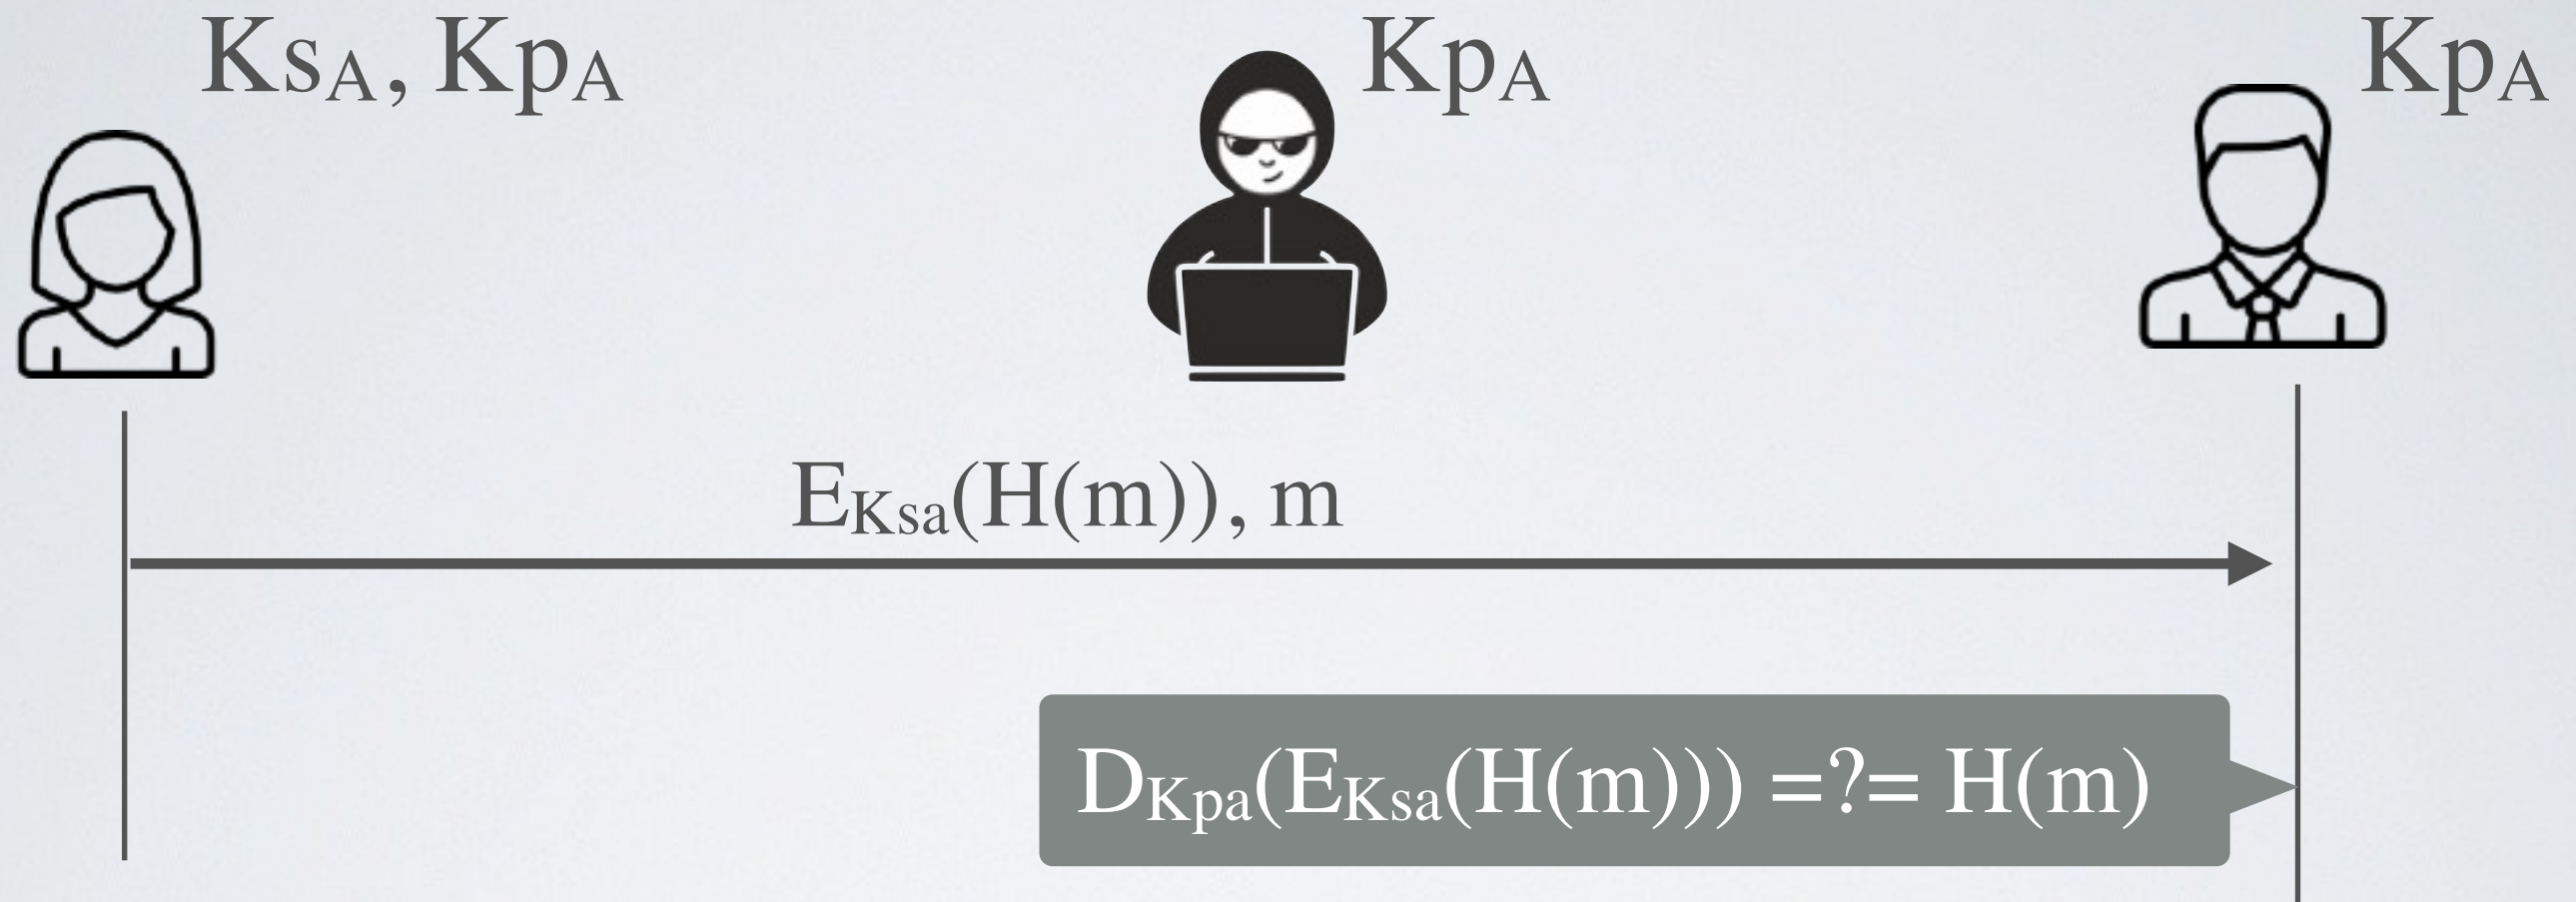 KsA, KpA
KpA
KpA
EKsa(H(m)), m
DKpa(EKsa(H(m))) =?= H(m)